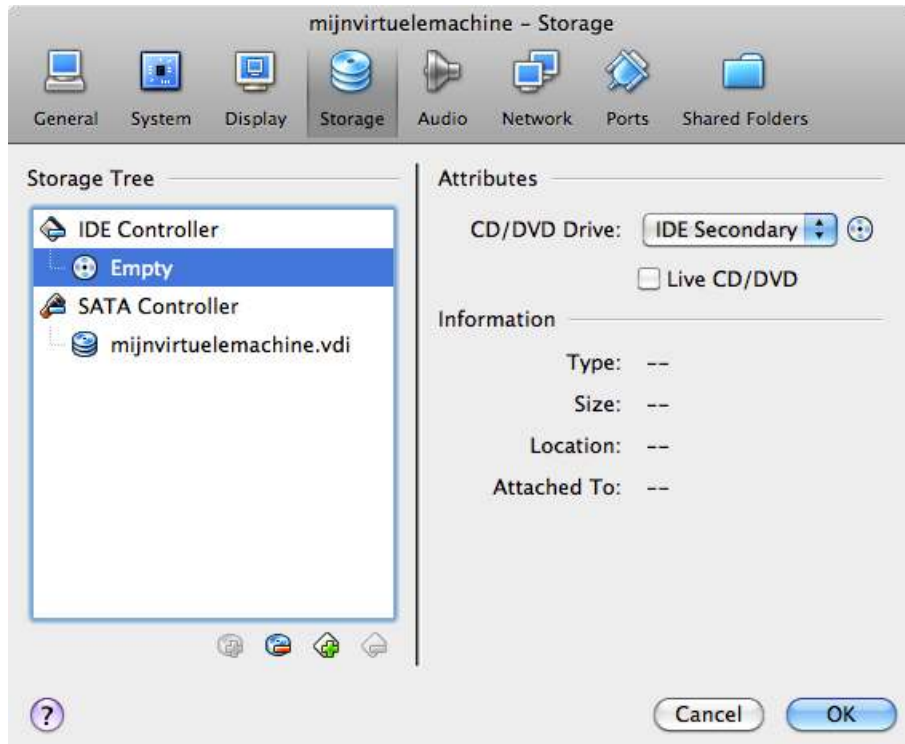 mijnvirtuelemachine – Storage
General System Display Storage Audio Network Ports Shared Folders
Storage Tree
IDE Controller
Empty
SATA Controller
mijnvirtuelemachine.vdi
Attributes
CD/DVD Drive: IDE Secondary
Live CD/DVD
Information
Type: --
Size: --
Location: --
Attached To: --
?
Cancel OK